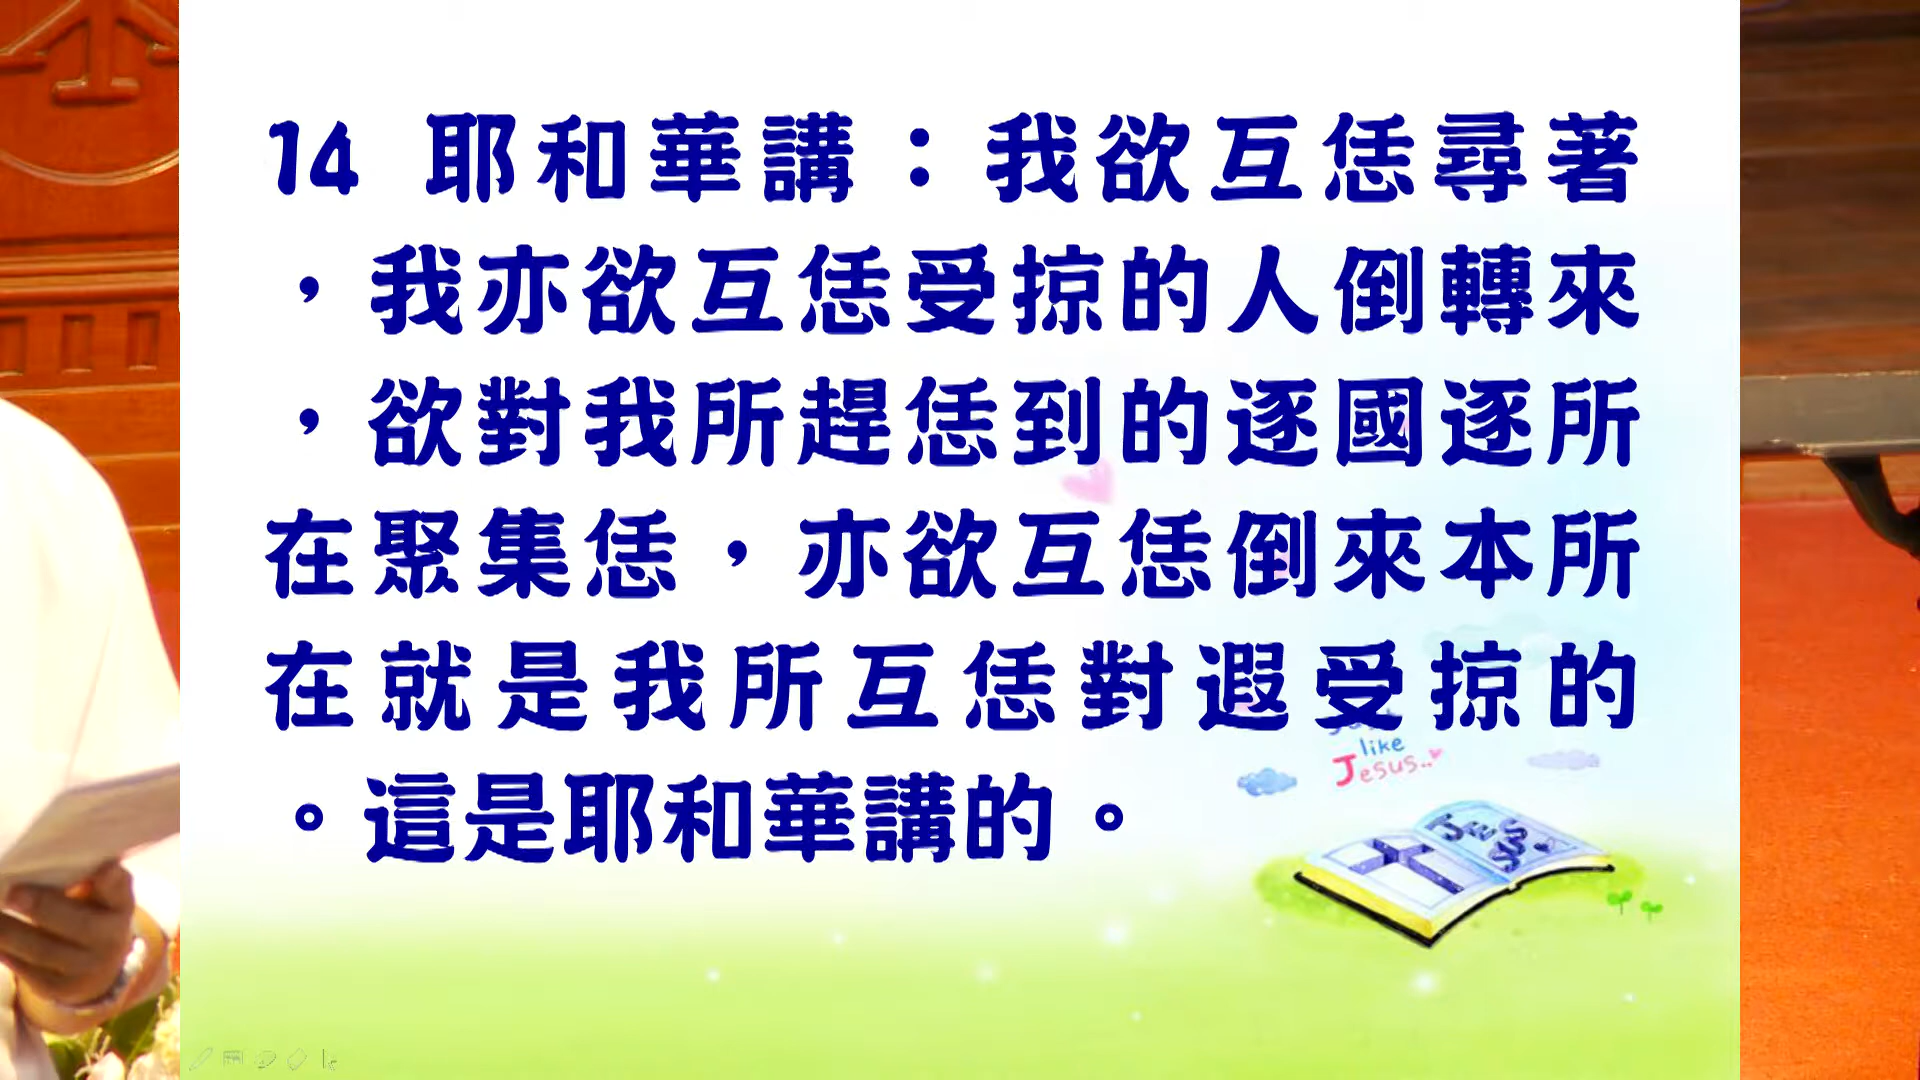 14 耶和華講：我欲互恁尋著
，我亦欲互恁受掠的人倒轉來
，欲對我所趕恁到的逐國逐所
在聚集恁，亦欲互恁倒來本所
在就是我所互恁對遐受掠的
。這是耶和華講的。
like
Jesus..
Jesus